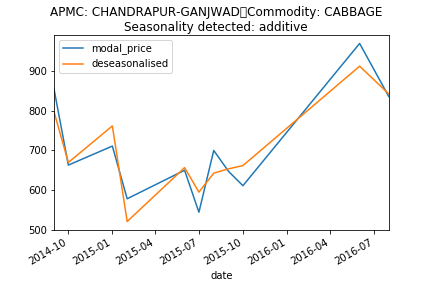 APMC: CHANDRAPUR-GANJWAD▯Commodity: CABBAGE
Seasonality detected: additive
modal_price
deseasonalised
900
800
700
600
500
2014-10
2015-01
2015-04
2015-07
2015-10
2016-01
2016-04
2016-07
date